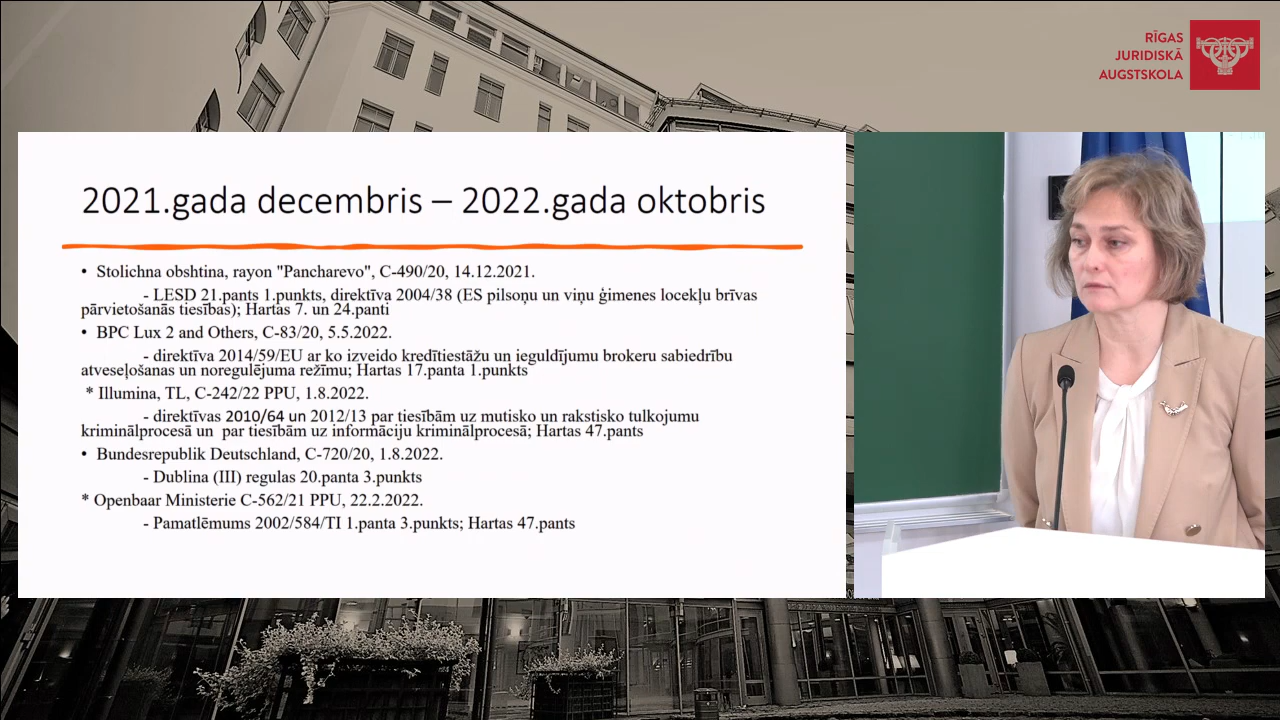 RĪGAS
JURIDISKĀ
AUGSTSKOLA
2021.gada decembris – 2022.gada oktobris
• Stolichna obshtina, rayon "Pancharevo", C-490/20, 14.12.2021.
- LESD 21.pants 1.punkts, direktīva 2004/38 (ES pilsoņu un viņu ģimenes locekļu brīvas
pārvietošanās tiesības); Hartas 7. un 24.panti
• BPC Lux 2 and Others, C-83/20, 5.5.2022.
- direktīva 2014/59/EU ar ko izveido kredītiestāžu un ieguldījumu brokeru sabiedrību
atveseļošanas un noregulējuma režīmu; Hartas 17.panta 1.punkts
* Illumina, TL, C-242/22 PPU, 1.8.2022.
- direktīvas 2010/64 un 2012/13 par tiesībām uz mutisko un rakstisko tulkojumu
kriminālprocesā un par tiesībām uz informāciju kriminālprocesā; Hartas 47.pants
• Bundesrepublik Deutschland, C-720/20, 1.8.2022.
- Dublina (III) regulas 20.panta 3.punkts
* Openbaar Ministerie C-562/21 PPU, 22.2.2022.
- Pamatlēmums 2002/584/TI 1.panta 3.punkts; Hartas 47.pants